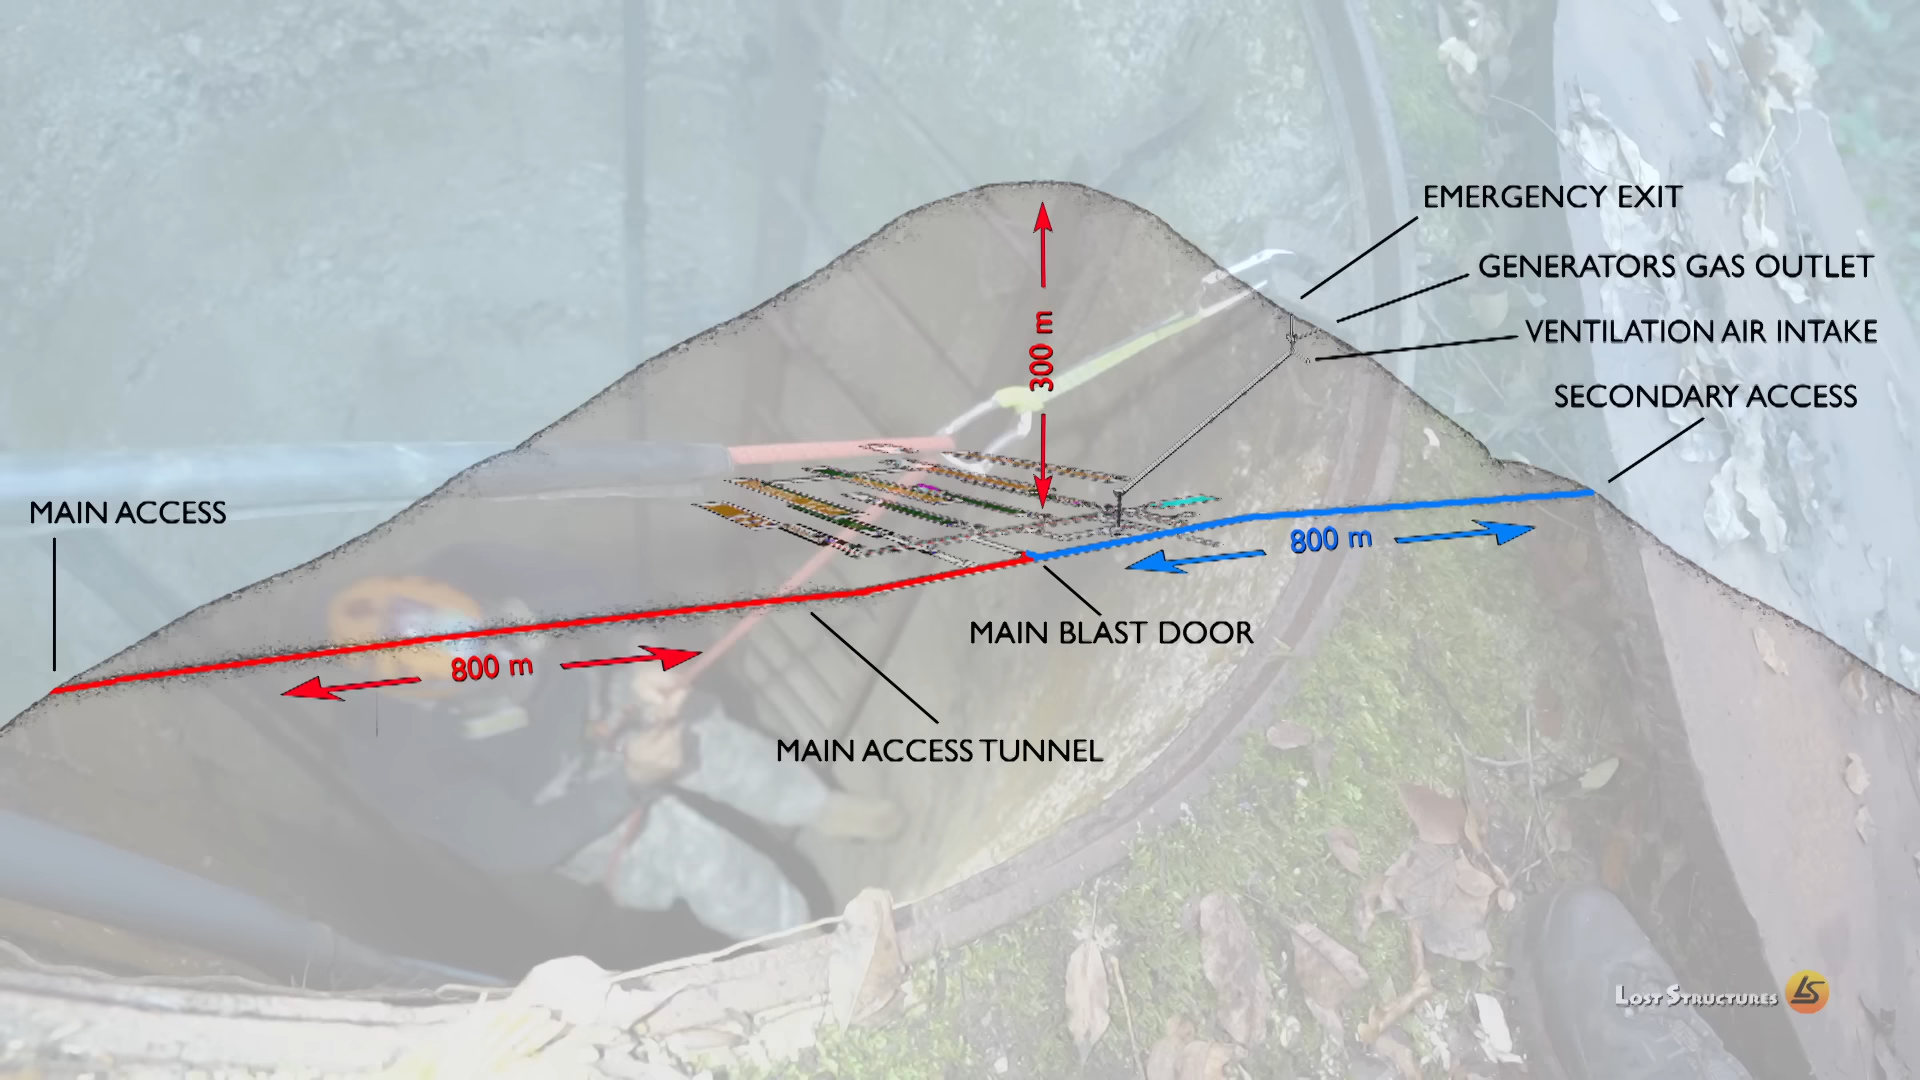 EMERGENCY EXIT
GENERATORS GAS OUTLET
VENTILATION AIR INTAKE
SECONDARY ACCESS
300 m
MAIN ACCESS
800 m
MAIN BLAST DOOR
800 m
MAIN ACCESS TUNNEL
LOST STRUCTURES LS